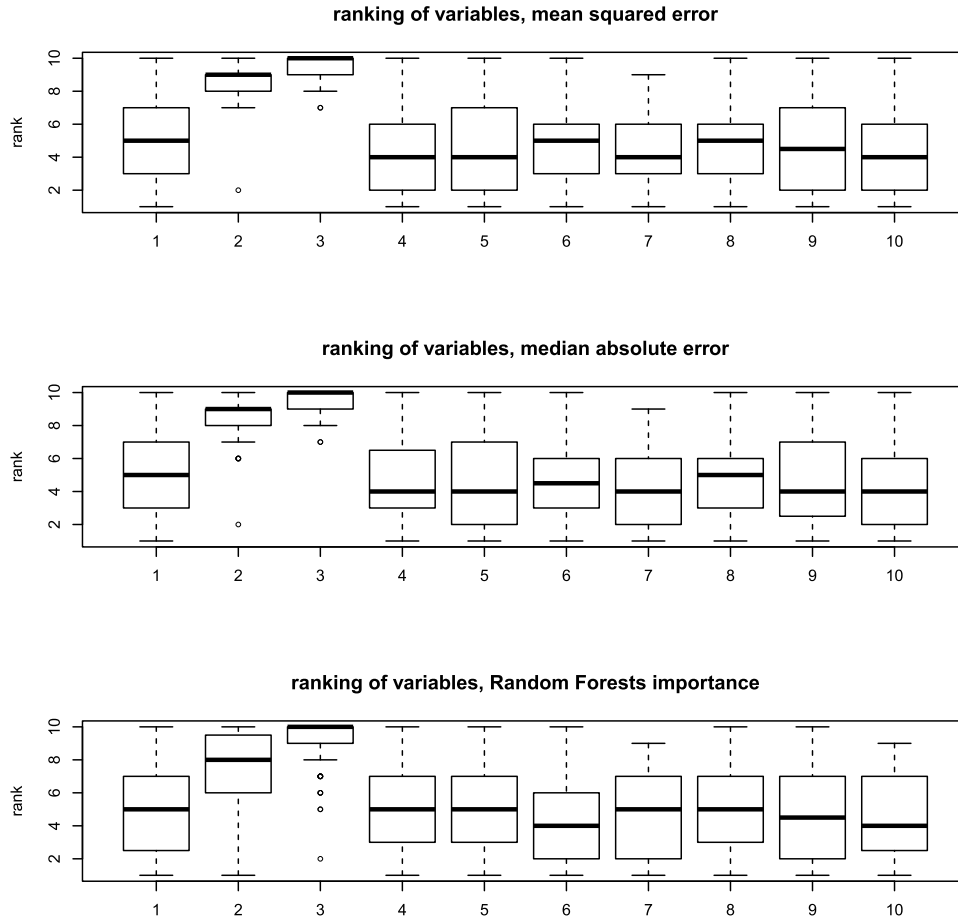 ranking of variables, mean squared error
rank
10
8
6
4
2
1 2 3 4 5 6 7 8 9 10
ranking of variables, median absolute error
rank
10
8
6
4
2
1 2 3 4 5 6 7 8 9 10
ranking of variables, Random Forests importance
rank
10
8
6
4
2
1 2 3 4 5 6 7 8 9 10